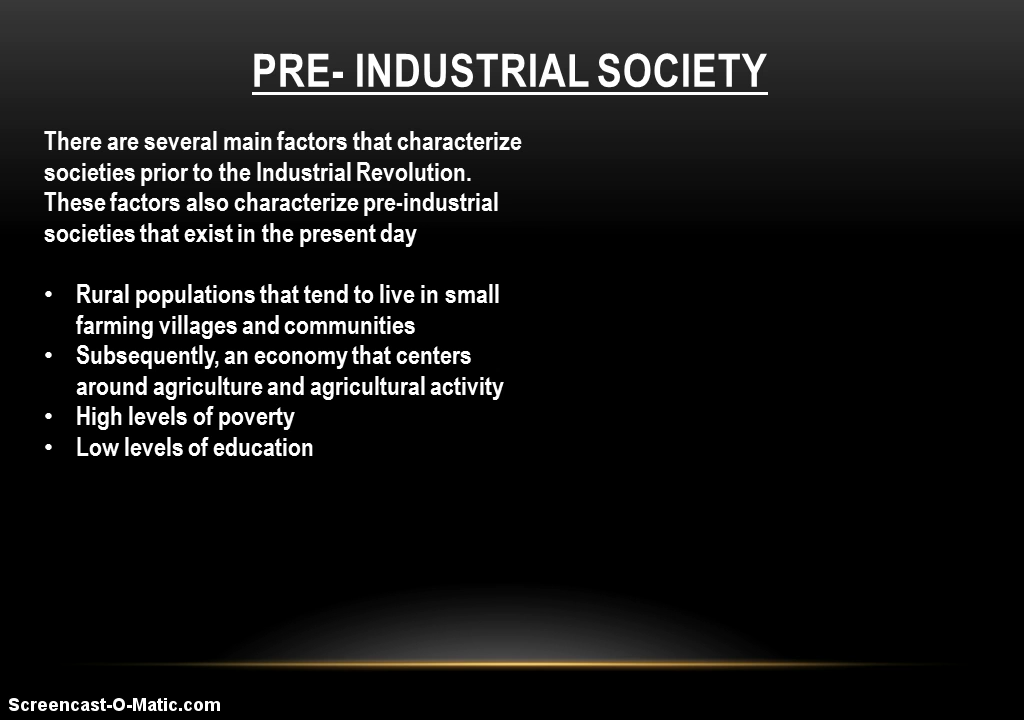 PRE- INDUSTRIAL SOCIETY
There are several main factors that characterize
societies prior to the Industrial Revolution.
These factors also characterize pre-industrial
societies that exist in the present day
• Rural populations that tend to live in small
farming villages and communities
• Subsequently, an economy that centers
around agriculture and agricultural activity
• High levels of poverty
• Low levels of education
Screencast-O-Matic.com